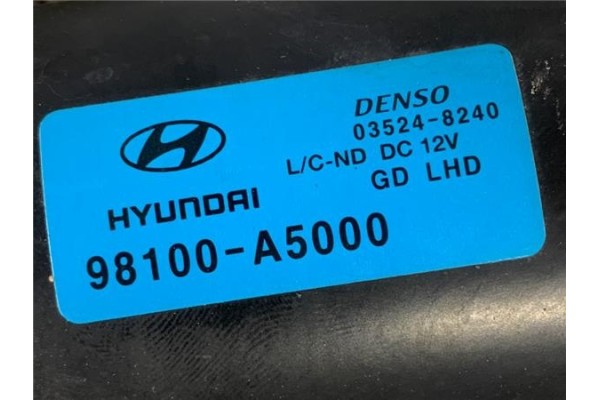 HYUNDAI
98100-A5000
DENSO
03524-8240
L/C-ND DC 12V
GD LHD